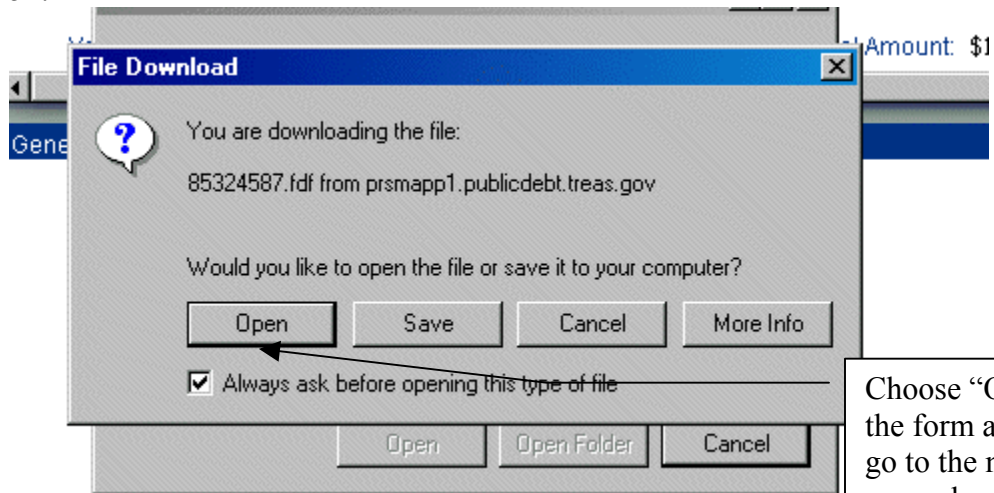 Amount: $1
File Download
Gene
You are downloading the file:
85324587.fdf from prsmapp1.publicdebt.treas.gov
Would you like to open the file or save it to your computer?
Open Save Cancel More Info
Always ask before opening this type of file
Choose “O
the form a
go to the
Open Open Folder Cancel